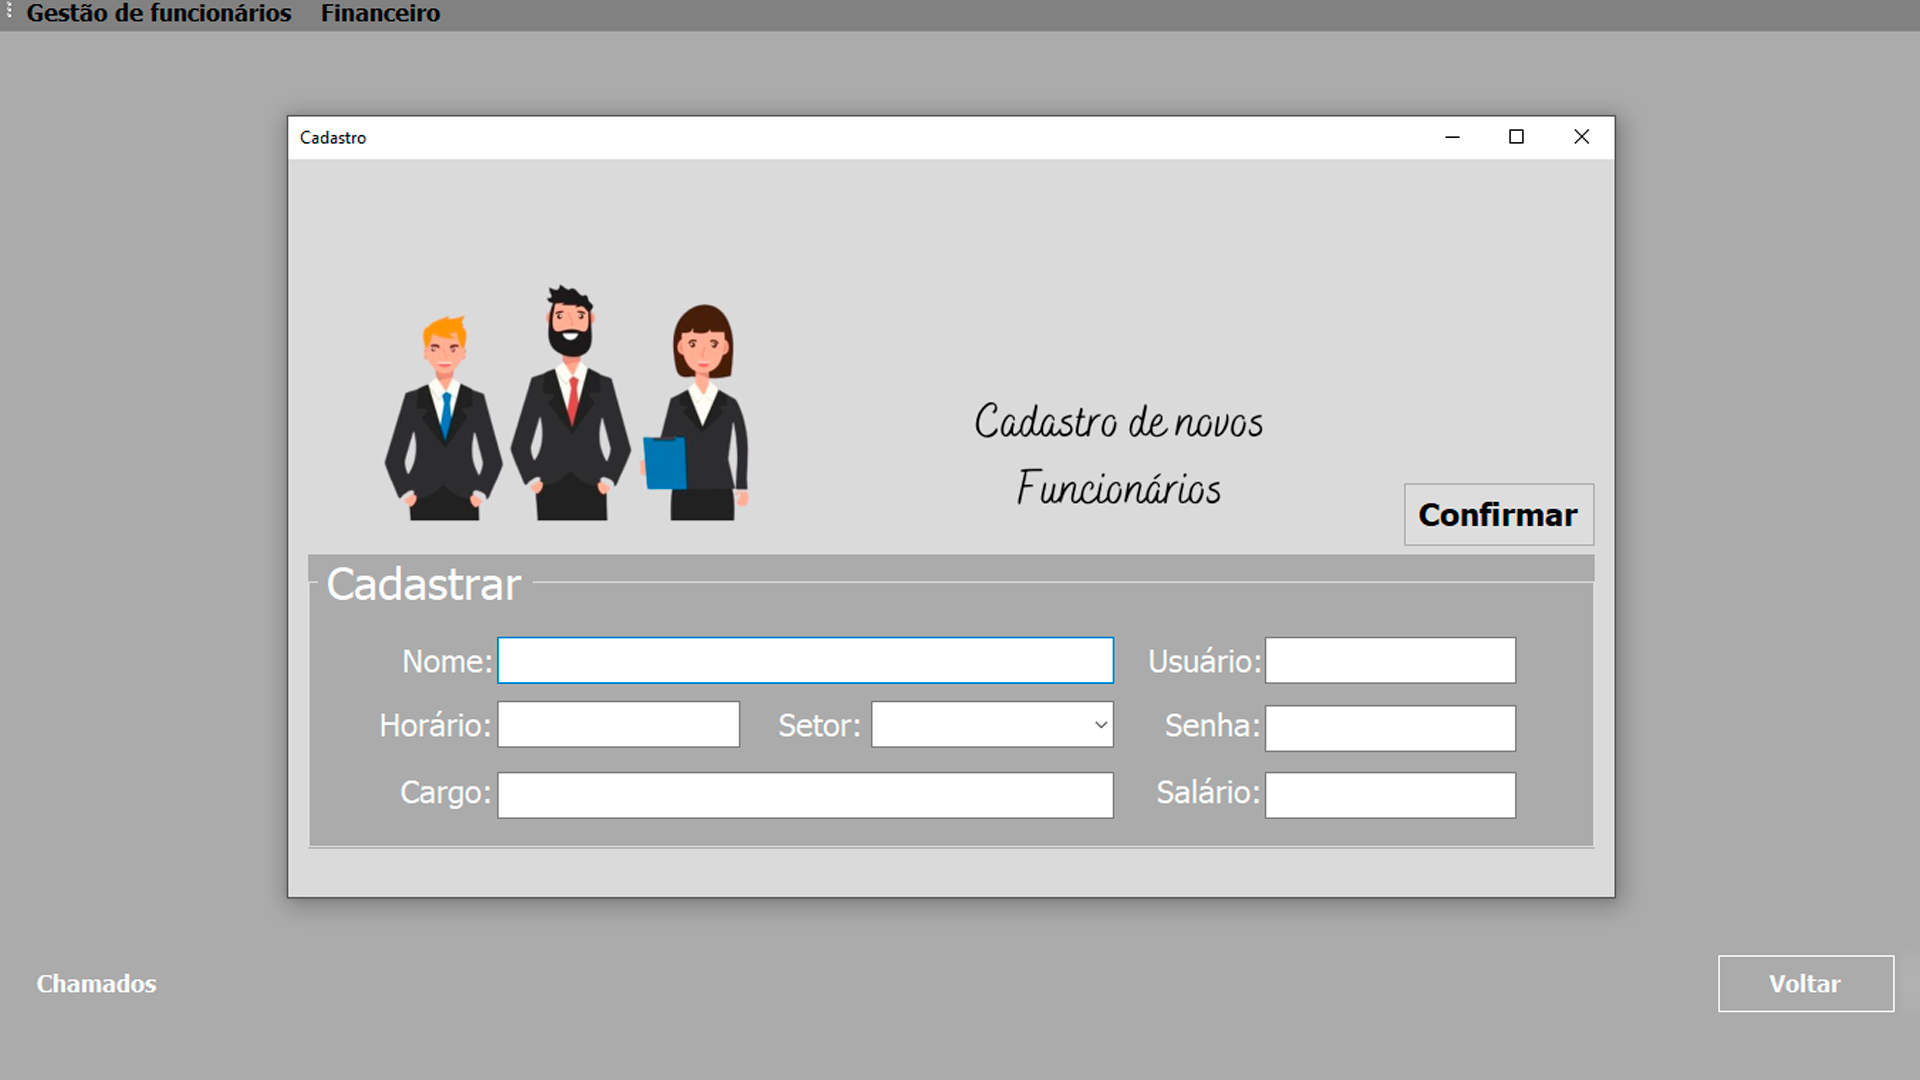 Gestão de funcionários Financeiro
Cadastro
Cadastro de novos
Funcionários
Confirmar
Cadastrar
Nome: Usuário:
Horário: Setor: Senha:
Cargo: Salário:
Chamados Voltar